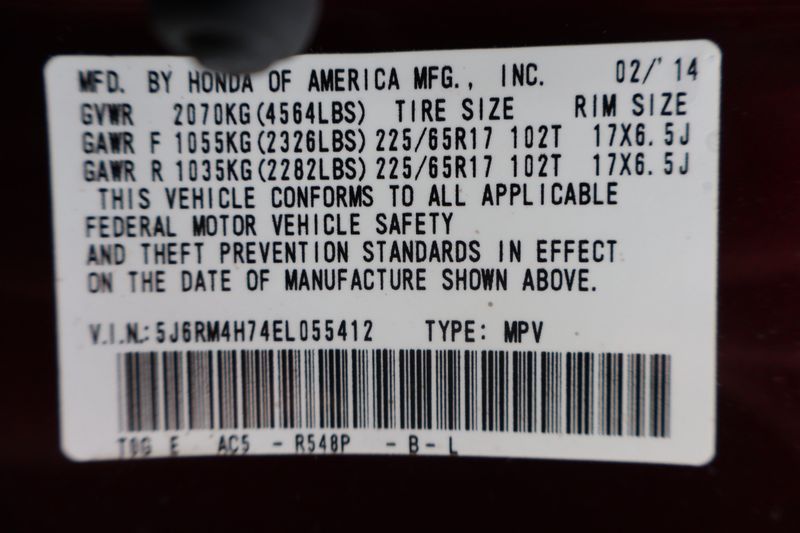 MFD. BY HONDA OF AMERICA MFG., INC. 02/'14
GVWR 2070KG(4564LBS) TIRE SIZE RIM SIZE
GAWR F 1055KG(2326LBS) 225/65R17 102T 17X6.5J
GAWR R 1035KG(2282LBS) 225/65R17 102T 17X6.5J
THIS VEHICLE CONFORMS TO ALL APPLICABLE
FEDERAL MOTOR VEHICLE SAFETY
AND THEFT PREVENTION STANDARDS IN EFFECT
ON THE DATE OF MANUFACTURE SHOWN ABOVE.
V.I.N.: 5J6RM4H74EL055412 TYPE: MPV
E AC5 - R548P - B - L